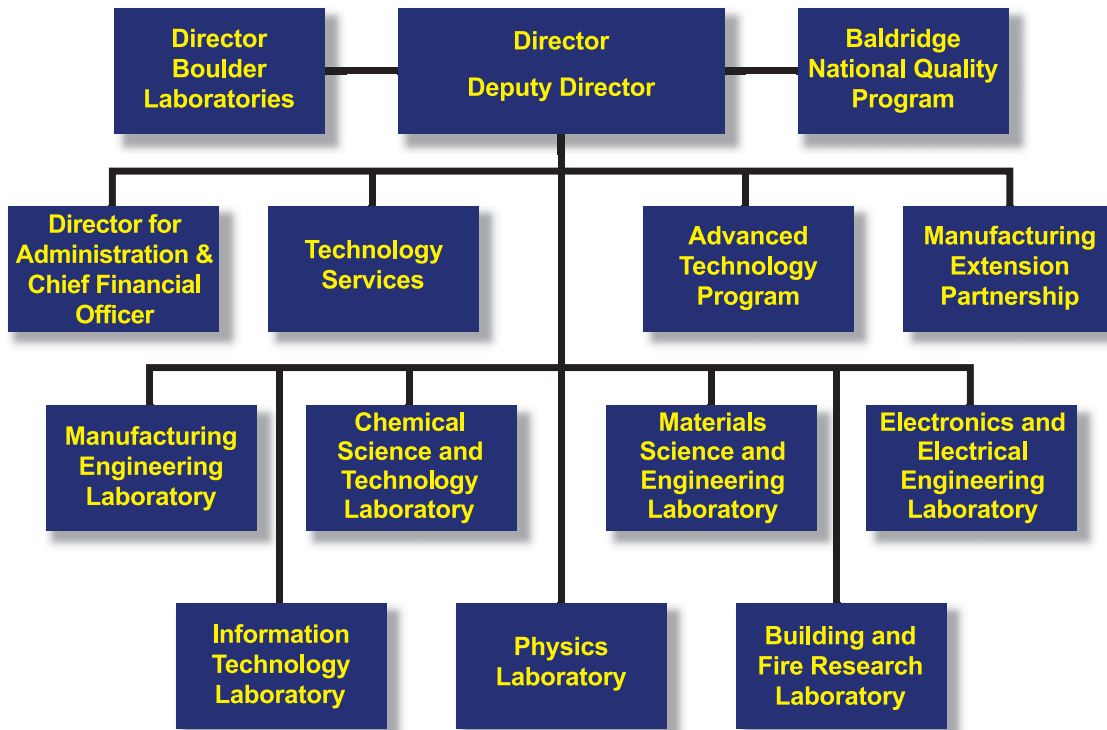 Director
Boulder
Laboratories
Director
Deputy Director
Baldridge
National Quality
Program
Director for
Administration &
Chief Financial
Officer
Technology
Services
Advanced
Technology
Program
Manufacturing
Extension
Partnership
Manufacturing
Engineering
Laboratory
Chemical
Science and
Technology
Laboratory
Materials
Science and
Engineering
Laboratory
Electronics and
Electrical
Engineering
Laboratory
Information
Technology
Laboratory
Physics
Laboratory
Building and
Fire Research
Laboratory